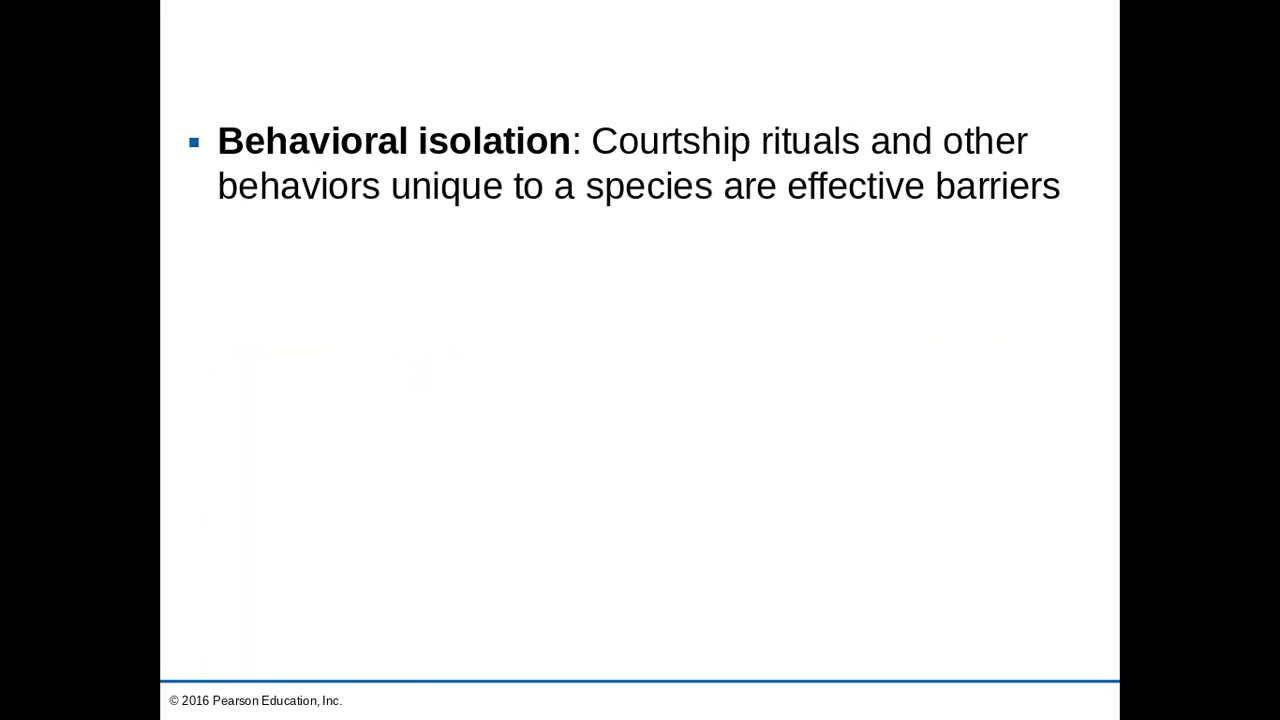 Behavioral isolation: Courtship rituals and other
behaviors unique to a species are effective barriers
© 2016 Pearson Education, Inc.